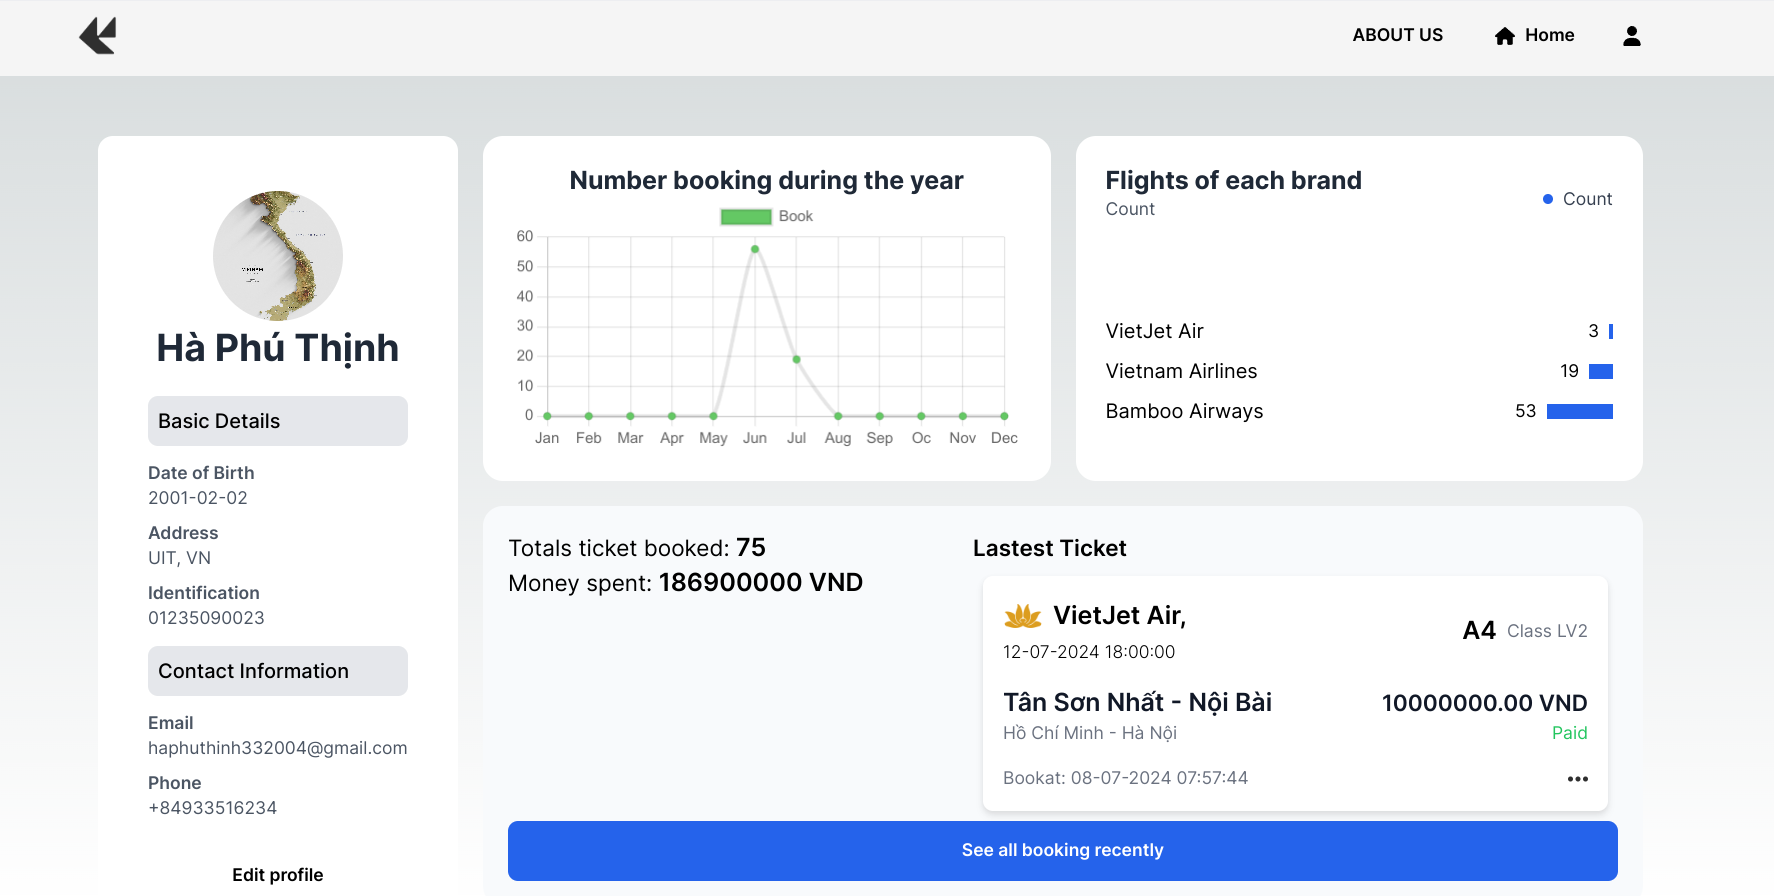 ABOUT US
Home
Hà Phú Thịnh
Basic Details
Date of Birth
2001-02-02
Address
UIT, VN
Identification
01235090023
Contact Information
Email
haphuthinh332004@gmail.com
Phone
+84933516234
Edit profile
Number booking during the year
Book
60
50
40
30
20
10
0
Jan Feb Mar Apr May Jun Jul Aug Sep Oc Nov Dec
Flights of each brand
Count
Count
VietJet Air 3
Vietnam Airlines 19
Bamboo Airways 53
Totals ticket booked: 75
Money spent: 186900000 VND
Lastest Ticket
VietJet Air,
12-07-2024 18:00:00
A4 Class LV2
Tân Sơn Nhất - Nội Bài
10000000.00 VND
Hồ Chí Minh - Hà Nội
Paid
Bookat: 08-07-2024 07:57:44
See all booking recently